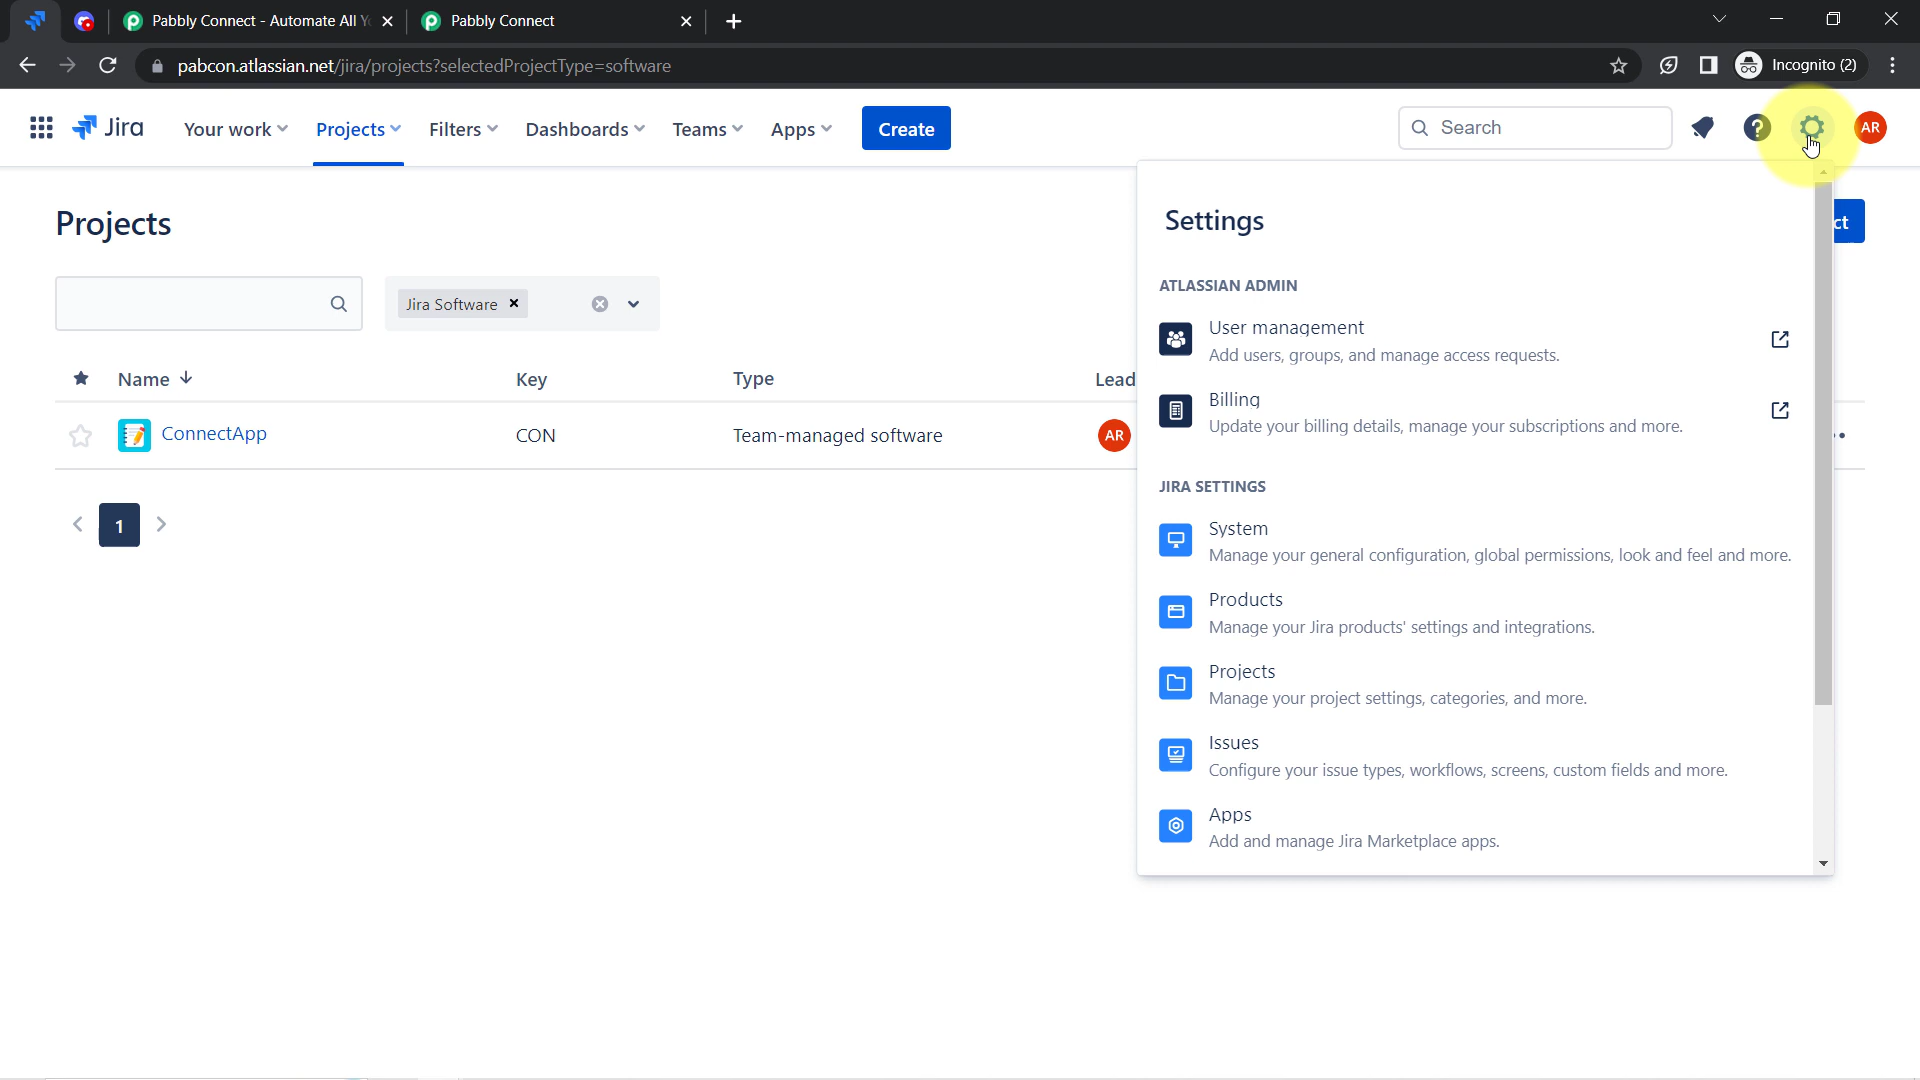 Pabbly Connect - Automate All Y
Pabbly Connect
pabcon.atlassian.net/jira/projects?selectedProjectType=software
Incognito (2)
Jira
Your work
Projects
Filters
Dashboards
Teams
Apps
Create
Search
?
AR
Projects
ct
Jira Software
Name
Key
Type
Lead
ConnectApp
CON
Team-managed software
AR
1
Settings
ATLASSIAN ADMIN
User management
Add users, groups, and manage access requests.
Billing
Update your billing details, manage your subscriptions and more.
JIRA SETTINGS
System
Manage your general configuration, global permissions, look and feel and more.
Products
Manage your Jira products' settings and integrations.
Projects
Manage your project settings, categories, and more.
Issues
Configure your issue types, workflows, screens, custom fields and more.
Apps
Add and manage Jira Marketplace apps.